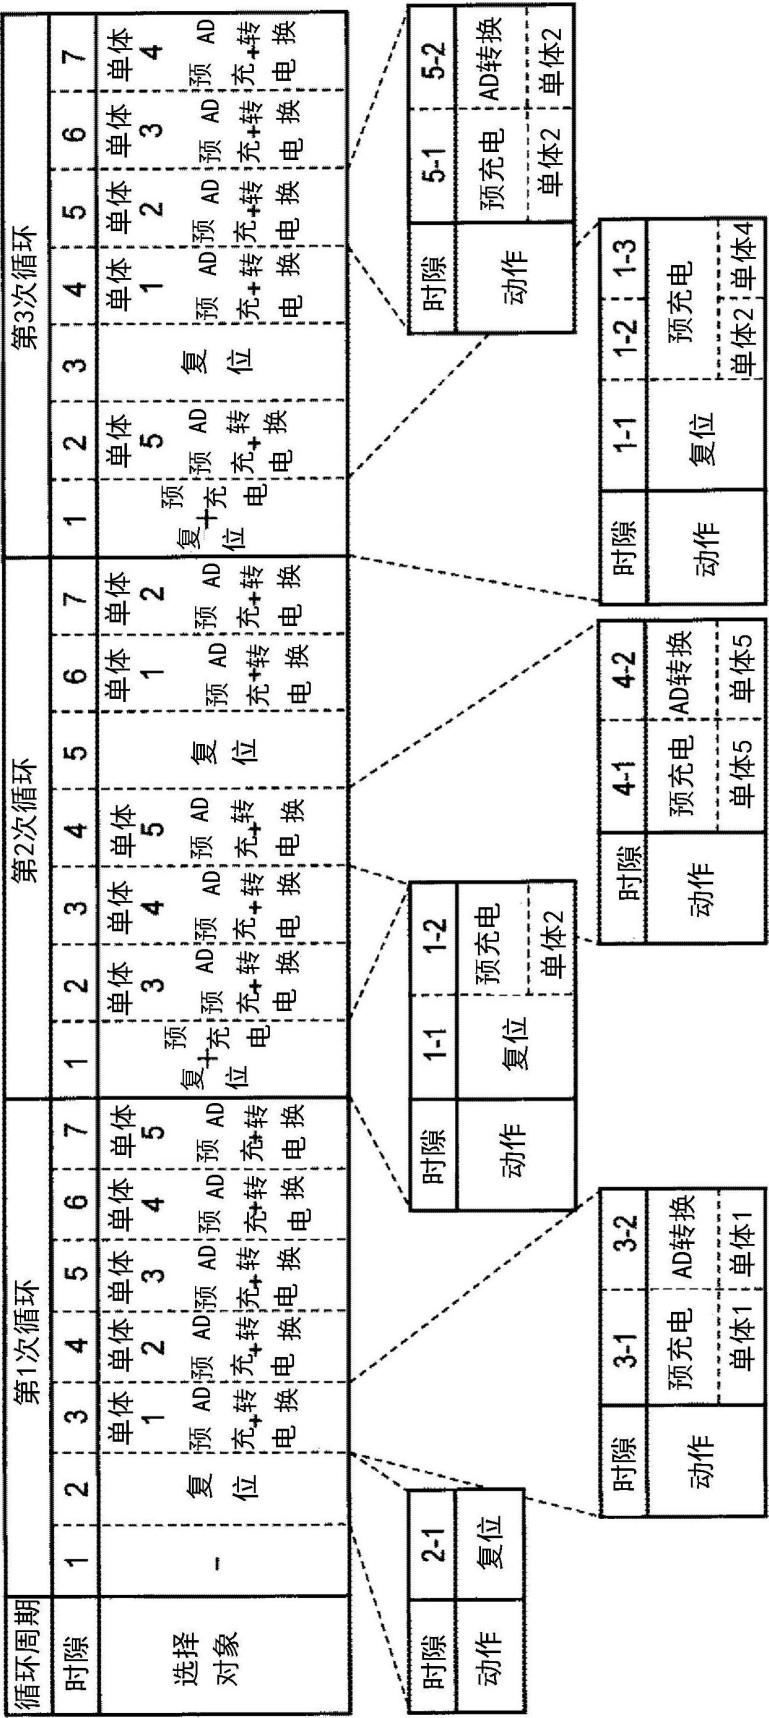 循环周期 第1次循环 第2次循环 第3次循环
时隙 1 2 3 4 5 6 7 1 2 3 4 5 6 7 1 2 3 4 5 6 7
选择对象
-
复位
单体1 预充电+AD转换
单体2 预充电+AD转换
单体3 预充电+AD转换
单体4 预充电+AD转换
单体5 预充电+AD转换
复位+预充电
单体3 预充电+AD转换
单体4 预充电+AD转换
单体5 预充电+AD转换
复位
单体1 预充电+AD转换
单体2 预充电+AD转换
复位+预充电
单体5 预充电+AD转换
复位
单体1 预充电+AD转换
单体2 预充电+AD转换
单体3 预充电+AD转换
单体4 预充电+AD转换
时隙 2-1
动作 复位
时隙 1-1 1-2
动作 复位 预充电
单体2
时隙 5-1 5-2
动作 预充电 AD转换
单体2 单体2
时隙 3-1 3-2
动作 预充电 AD转换
单体1 单体1
时隙 4-1 4-2
动作 预充电 AD转换
单体5 单体5
时隙 1-1 1-2 1-3
动作 复位 预充电
单体2 单体4